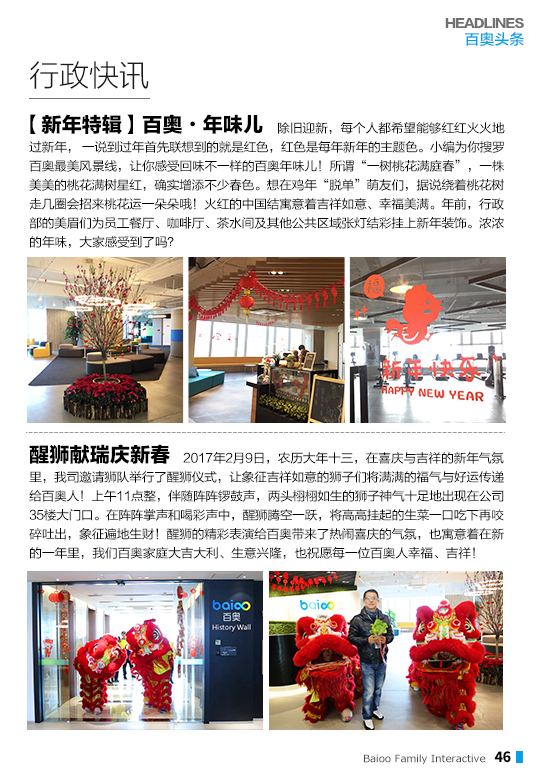 HEADLINES
百奥头条
行政快讯
【新年特辑】百奥·年味儿 除旧迎新，每个人都希望能够红红火火地
过新年， 一说到过年首先联想到的就是红色，红色是每年新年的主题色。小编为你搜罗
百奥最美风景线，让你感受回味不一样的百奥年味儿！所谓“一树桃花满庭春”，一株
美美的桃花满树星红，确实增添不少春色。想在鸡年“脱单”萌友们，据说绕着桃花树
走几圈会招来桃花运一朵朵哦！火红的中国结寓意着吉祥如意、幸福美满。年前，行政
部的美眉们为员工餐厅、咖啡厅、茶水间及其他公共区域张灯结彩挂上新年装饰。浓浓
的年味，大家感受到了吗？
福
新年快乐
HAPPY NEW YEAR
醒狮献瑞庆新春 2017年2月9日，农历大年十三，在喜庆与吉祥的新年气氛
里，我司邀请狮队举行了醒狮仪式，让象征吉祥如意的狮子们将满满的福气与好运传递
给百奥人！上午11点整，伴随阵阵锣鼓声，两头栩栩如生的狮子神气十足地出现在公司
35楼大门口。在阵阵掌声和喝彩声中，醒狮腾空一跃，将高高挂起的生菜一口吃下再咬
碎吐出，象征遍地生财！醒狮的精彩表演给百奥带来了热闹喜庆的气氛，也寓意着在新
的一年里，我们百奥家庭大吉大利、生意兴隆，也祝愿每一位百奥人幸福、吉祥！
baioo
百奥
History Wall
baioo
Baioo Family Interactive 46